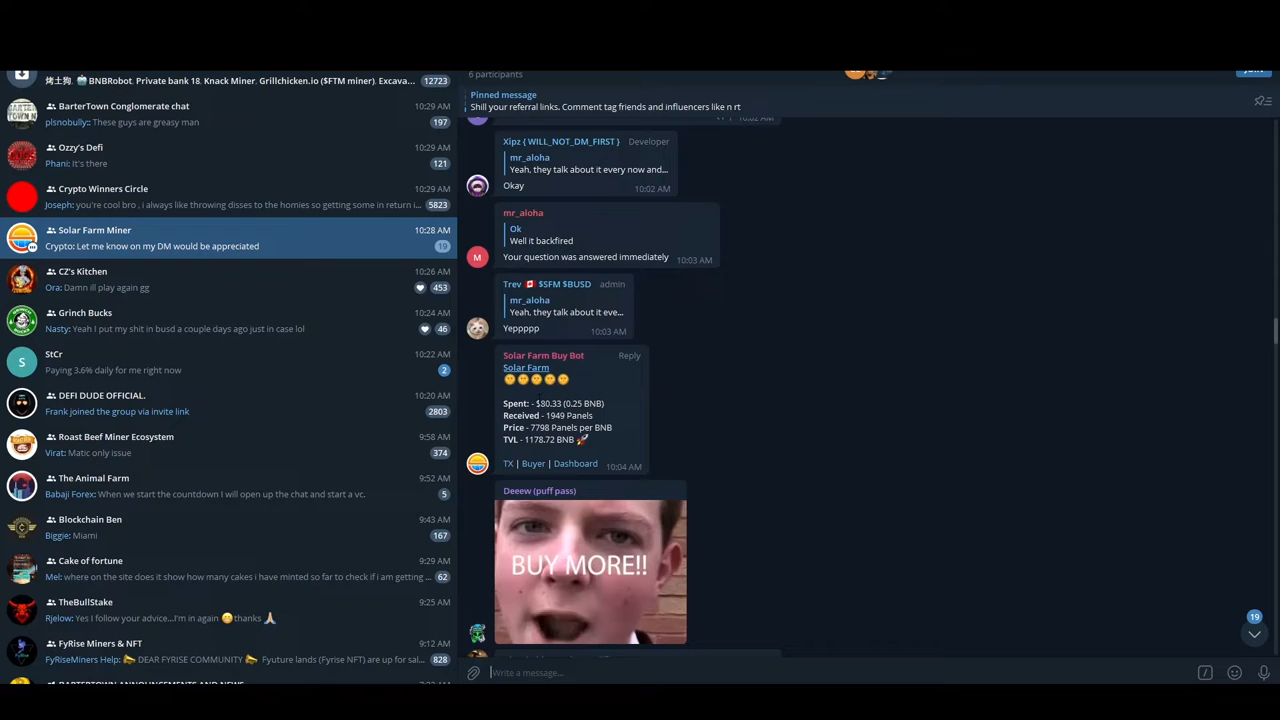 烤土狗, BNBRobot. Private bank 18, Knack Miner, Grillchicken.io ($FTM miner), Excava... 12723
BarterTown Conglomerate chat 10:29 AM
plsnobully:: These guys are greasy man 197
Ozzy's Defi 10:29 AM
Phani: It's there 121
Crypto Winners Circle 10:29 AM
Joseph: you're cool bro , i always like throwing disses to the homies so getting some in return i... 5823
Solar Farm Miner 10:28 AM
Crypto: Let me know on my DM would be appreciated 19
CZ's Kitchen 10:26 AM
Ora: Damn ill play again gg 453
Grinch Bucks 10:24 AM
Nasty: Yeah I put my shit in busd a couple days ago just in case lol 46
S
StCr 10:22 AM
Paying 3.6% daily for me right now 2
DEFI DUDE OFFICIAL. 10:20 AM
Frank joined the group via invite link 2803
Roast Beef Miner Ecosystem 9:58 AM
Virat: Matic only issue 374
The Animal Farm 9:52 AM
Babaji Forex: When we start the countdown I will open up the chat and start a vc. 5
Blockchain Ben 9:43 AM
Biggie: Miami 167
Cake of fortune 9:29 AM
Mel: where on the site does it show how many cakes i have minted so far to check if i am getting ... 62
TheBullStake 9:25 AM
Rjelow: Yes I follow your advice...I'm in again 😁thanks 🙏
FyRise Miners & NFT 9:12 AM
FyRiseMiners Help: 📣 DEAR FYRISE COMMUNITY 📣 Fyuture lands (Fyrise NFT) are up for sal... 828
BARTERTOWN ANNOUNCEMENTS AND NEWS
6 participants
JOIN
Pinned message
Shill your referral links. Comment tag friends and influencers like n rt
10:02 AM
Xipz { WILL_NOT_DM_FIRST } Developer
mr_aloha
Yeah, they talk about it every now and...
Okay 10:02 AM
mr_aloha
Ok
Well it backfired
Your question was answered immediately 10:03 AM
M
Trev 🇨🇦 $SFM $BUSD admin
mr_aloha
Yeah, they talk about it eve...
Yeppppp 10:03 AM
Solar Farm Buy Bot Reply
Solar Farm
Spent: - $80.33 (0.25 BNB)
Received - 1949 Panels
Price - 7798 Panels per BNB
TVL - 1178.72 BNB 🚀
TX | Buyer | Dashboard 10:04 AM
Deeew (puff pass)
BUY MORE!!
19
Write a message...